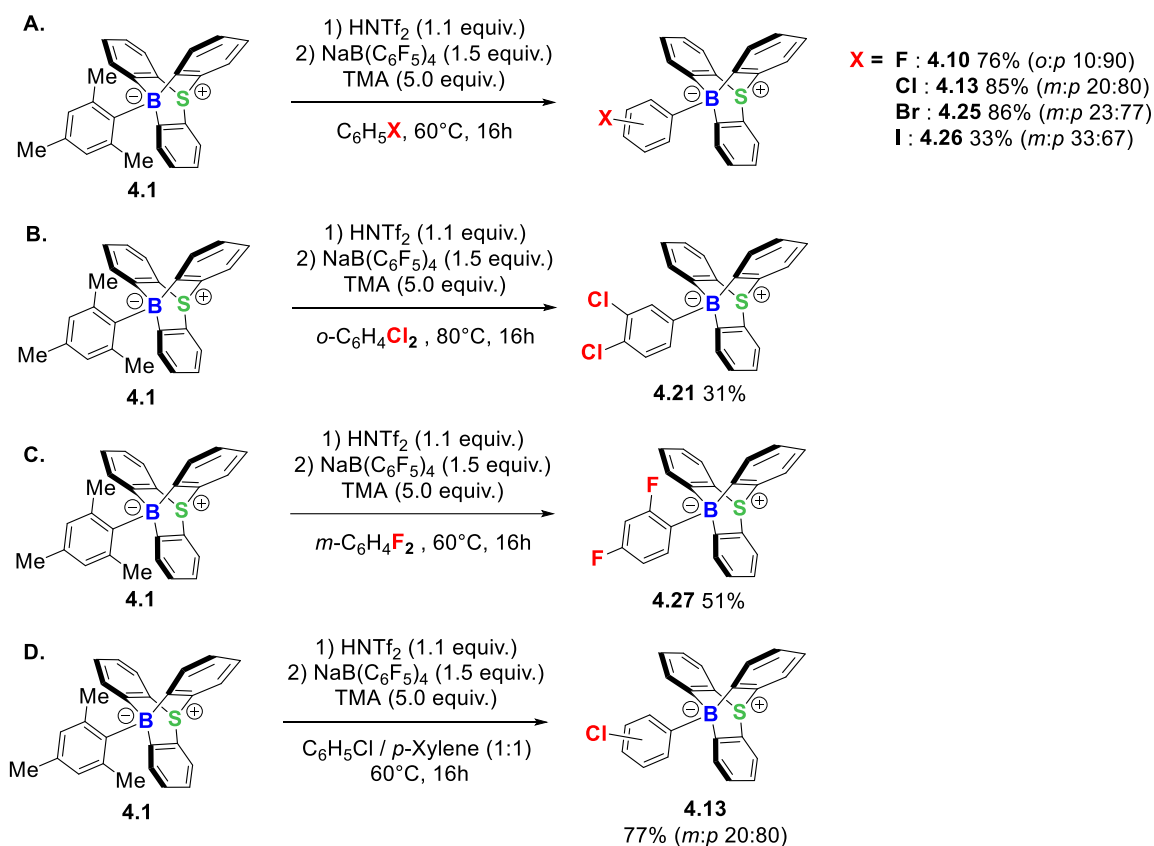 A.
1) HNTf2 (1.1 equiv.)
2) NaB(C6F5)4 (1.5 equiv.)
TMA (5.0 equiv.)
C6H5X, 60°C, 16h
Me
Me
Me
B
−
S
+
4.1
X
B
−
S
+
X = F : 4.10 76% (o:p 10:90)
Cl : 4.13 85% (m:p 20:80)
Br : 4.25 86% (m:p 23:77)
I : 4.26 33% (m:p 33:67)
B.
1) HNTf2 (1.1 equiv.)
2) NaB(C6F5)4 (1.5 equiv.)
TMA (5.0 equiv.)
o-C6H4Cl2 , 80°C, 16h
Me
Me
Me
B
−
S
+
4.1
Cl
Cl
B
−
S
+
4.21 31%
C.
1) HNTf2 (1.1 equiv.)
2) NaB(C6F5)4 (1.5 equiv.)
TMA (5.0 equiv.)
m-C6H4F2 , 60°C, 16h
Me
Me
Me
B
−
S
+
4.1
F
F
B
−
S
+
4.27 51%
D.
1) HNTf2 (1.1 equiv.)
2) NaB(C6F5)4 (1.5 equiv.)
TMA (5.0 equiv.)
C6H5Cl / p-Xylene (1:1)
60°C, 16h
Me
Me
Me
B
−
S
+
4.1
Cl
B
−
S
+
4.13
77% (m:p 20:80)